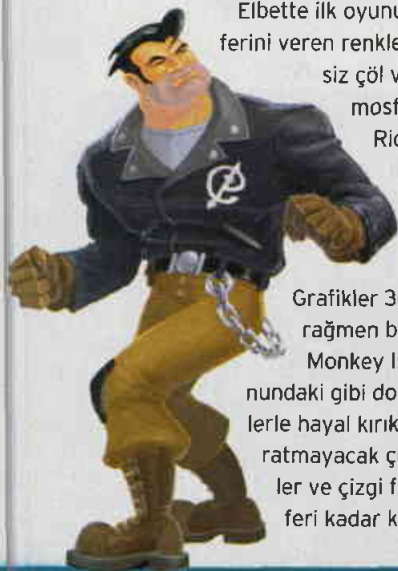 Elbette ilk oyunu
ferini veren renkle
siz çöl v
mosf
Ric
Grafikler 3
rağmen b
Monkey I
nundaki gibi do
lerle hayal kırık
ratmayacak ç
ler ve çizgi f
feri kadar k